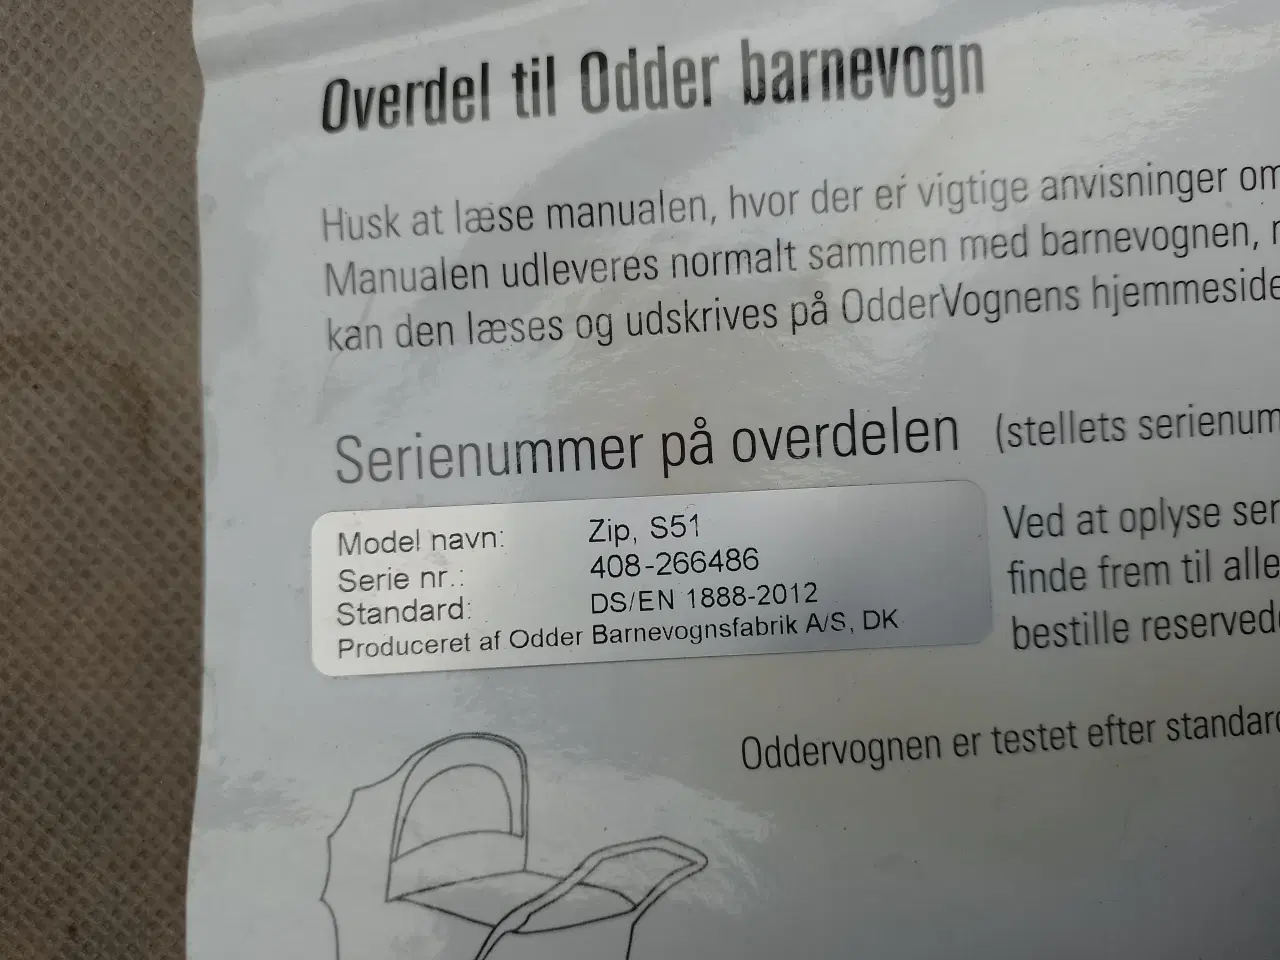 Overdel til Odder barnevogn
Husk at læse manualen, hvor der er vigtige anvisninger om
Manualen udleveres normalt sammen med barnevognen,
kan den læses og udskrives på OdderVognens hjemmeside
Serienummer på overdelen (stellets serienum
Model navn: Zip, S51
Serie nr.: 408-266486
Standard: DS/EN 1888-2012
Produceret af Odder Barnevognsfabrik A/S, DK
Ved at oplyse ser
finde frem til alle
bestille reserved
Oddervognen er testet efter standard